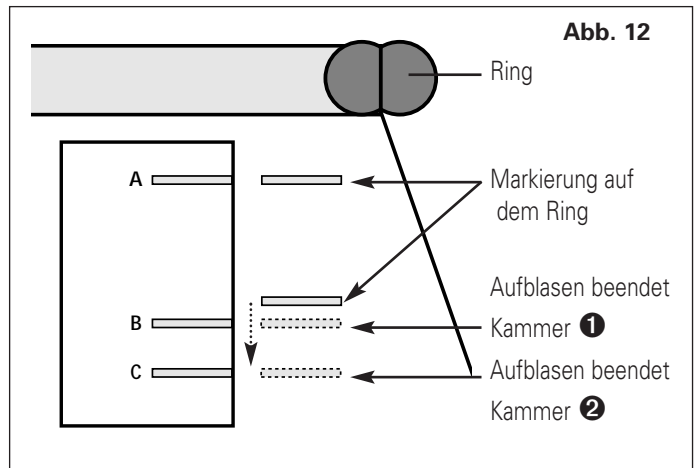 Abb. 12
Ring
A
Markierung auf
dem Ring
Aufblasen beendet
B
Kammer ❶
C
Aufblasen beendet
Kammer ❷